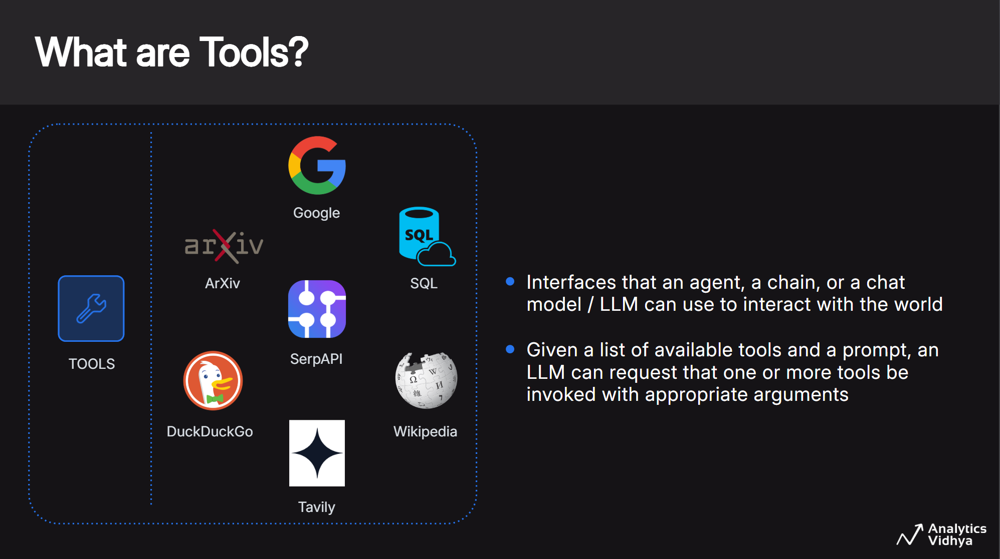 What are Tools?
Google
arXiv
ArXiv
SQL
SQL
TOOLS
SerpAPI
DuckDuckGo
Ω
W
И
維
7
Wikipedia
Tavily
Interfaces that an agent, a chain, or a chat
model / LLM can use to interact with the world
Given a list of available tools and a prompt, an
LLM can request that one or more tools be
invoked with appropriate arguments
Analytics
Vidhya